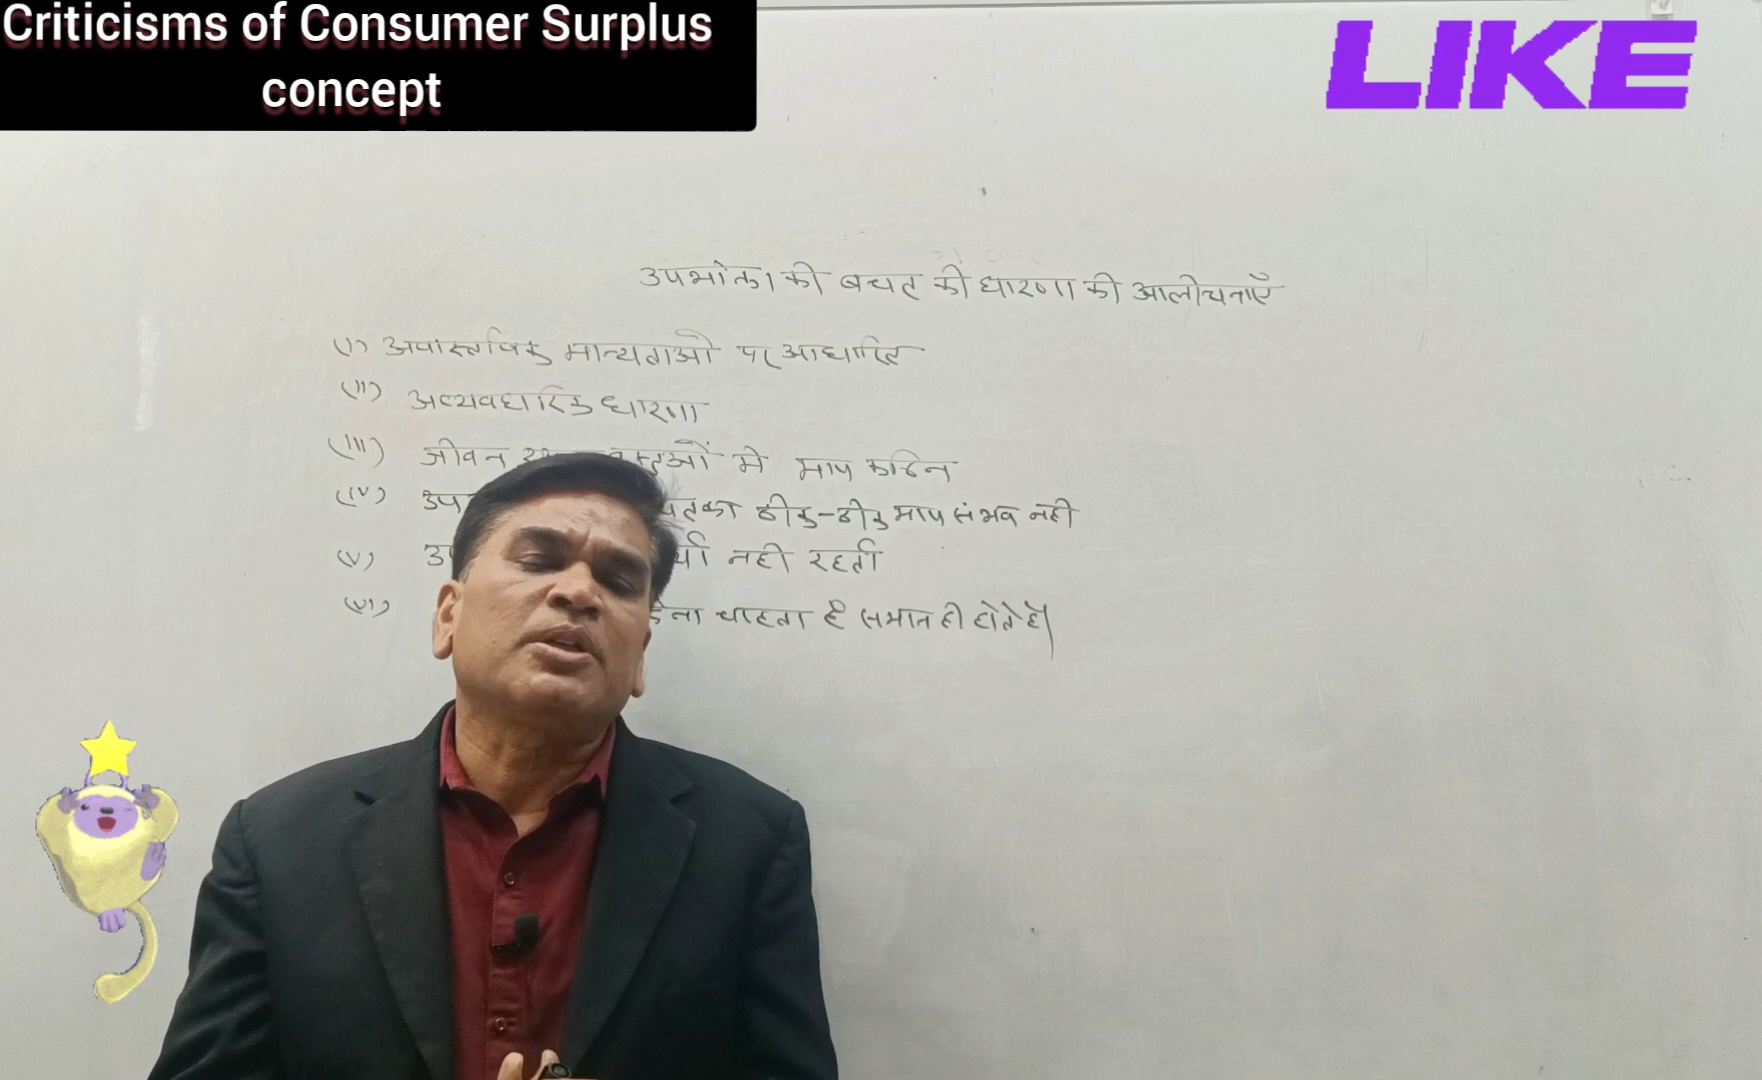 Criticisms of Consumer Surplus
concept
LIKE
उपभोक्ता की बचत की धारणा की आलोचनाएँ
(I) अवास्तविक मान्यताओं पर आधारित
(II) अव्यवहारिक धारणा
(III) जीवन वस्तुओं में माप कठिन
(IV) का ठीक-ठीक माप संभव नहीं
(V) नही रहती
(VI) देना चाहता है समान ही होते है।